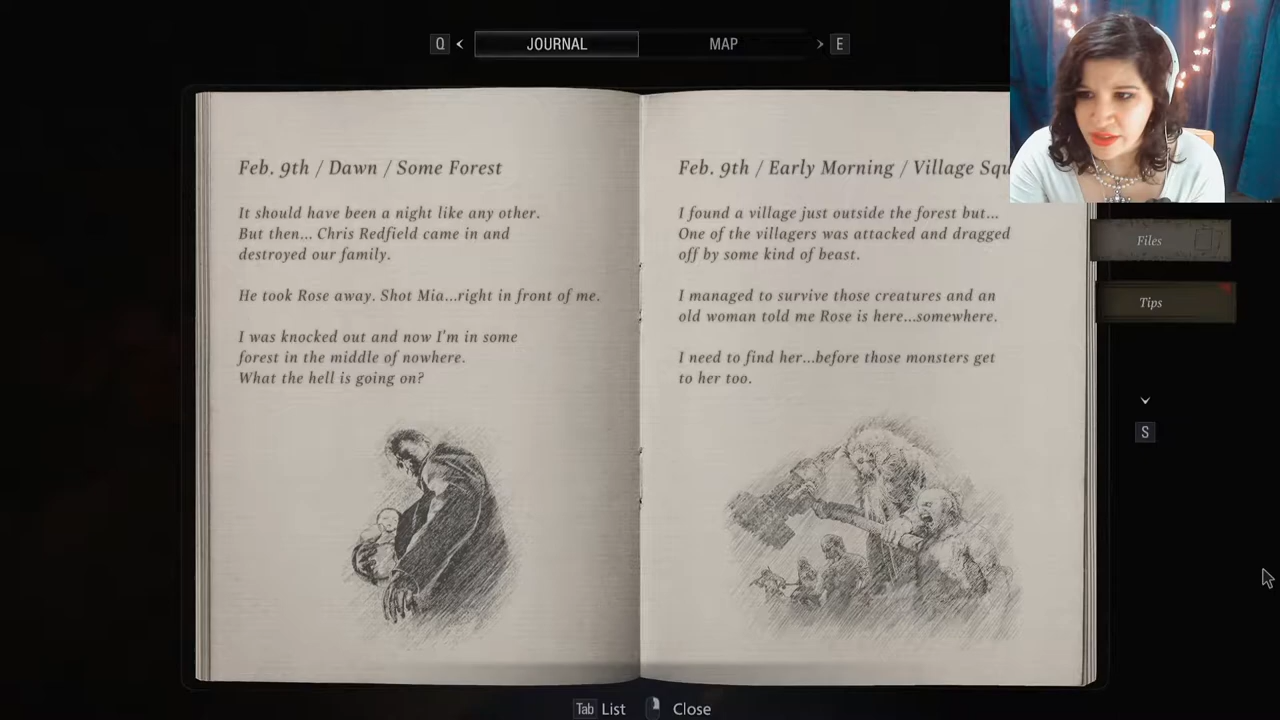 Q JOURNAL MAP E
Feb. 9th / Dawn / Some Forest
It should have been a night like any other.
But then... Chris Redfield came in and
destroyed our family.
He took Rose away. Shot Mia...right in front of me.
I was knocked out and now I'm in some
forest in the middle of nowhere.
What the hell is going on?
Feb. 9th / Early Morning / Village Squ
I found a village just outside the forest but...
One of the villagers was attacked and dragged
off by some kind of beast.
I managed to survive those creatures and an
old woman told me Rose is here...somewhere.
I need to find her...before those monsters get
to her too.
Files
Tips
S
Tab List Close